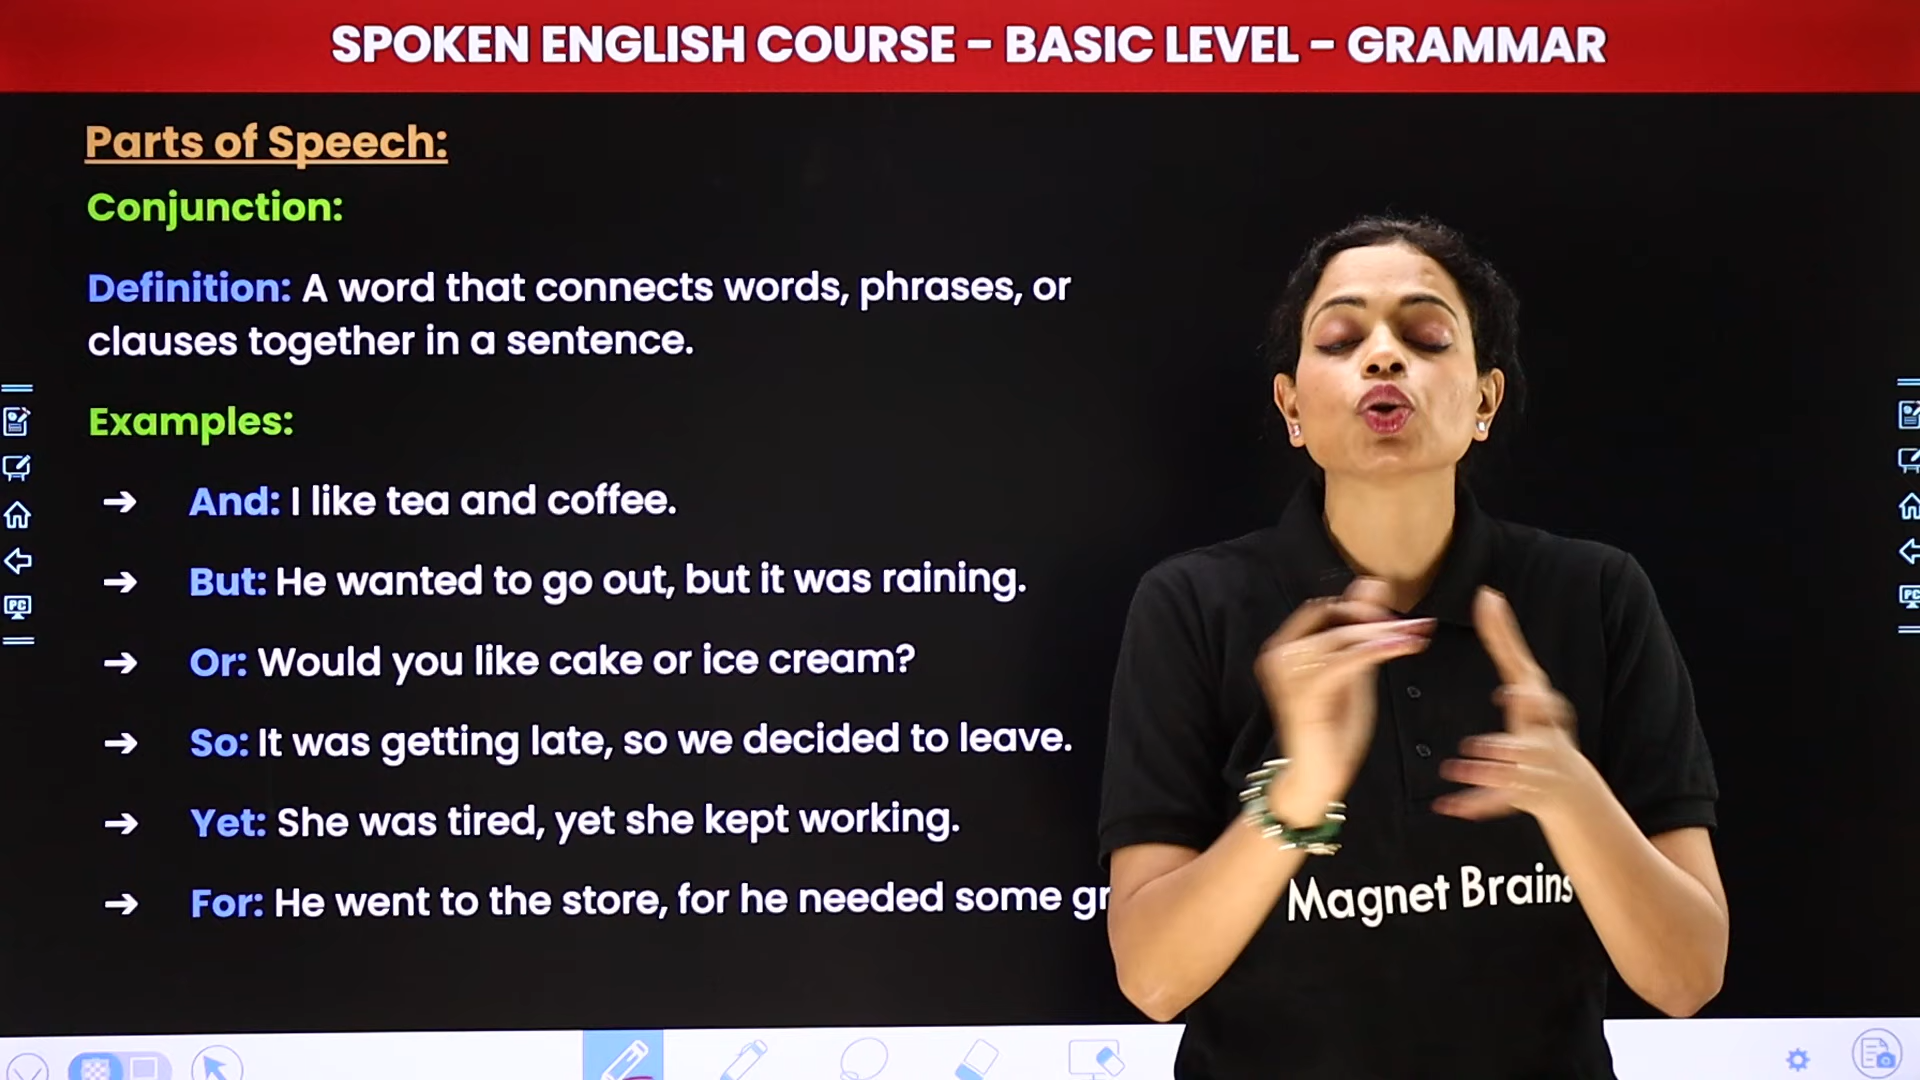 SPOKEN ENGLISH COURSE - BASIC LEVEL - GRAMMAR
Parts of Speech:
Conjunction:
Definition: A word that connects words, phrases, or
clauses together in a sentence.
Examples:
➔ And: I like tea and coffee.
➔ But: He wanted to go out, but it was raining.
➔ Or: Would you like cake or ice cream?
➔ So: It was getting late, so we decided to leave.
➔ Yet: She was tired, yet she kept working.
➔ For: He went to the store, for he needed some
Magnet Brains
PC
PC